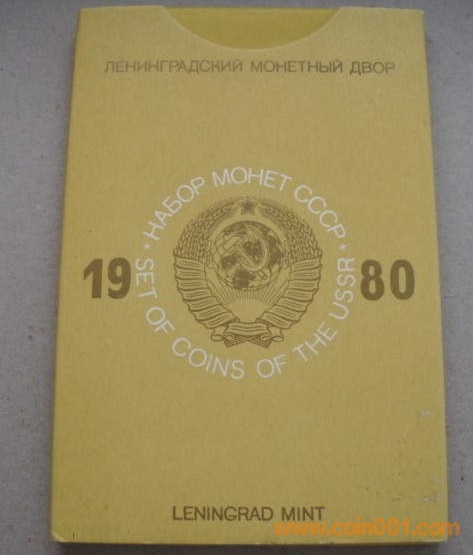 ЛЕНИНГРАДСКИЙ МОНЕТНЫЙ ДВОР
* НАБОР МОНЕТ СССР *
19 80
SET OF COINS OF THE USSR
LENINGRAD MINT
www.coin001.com